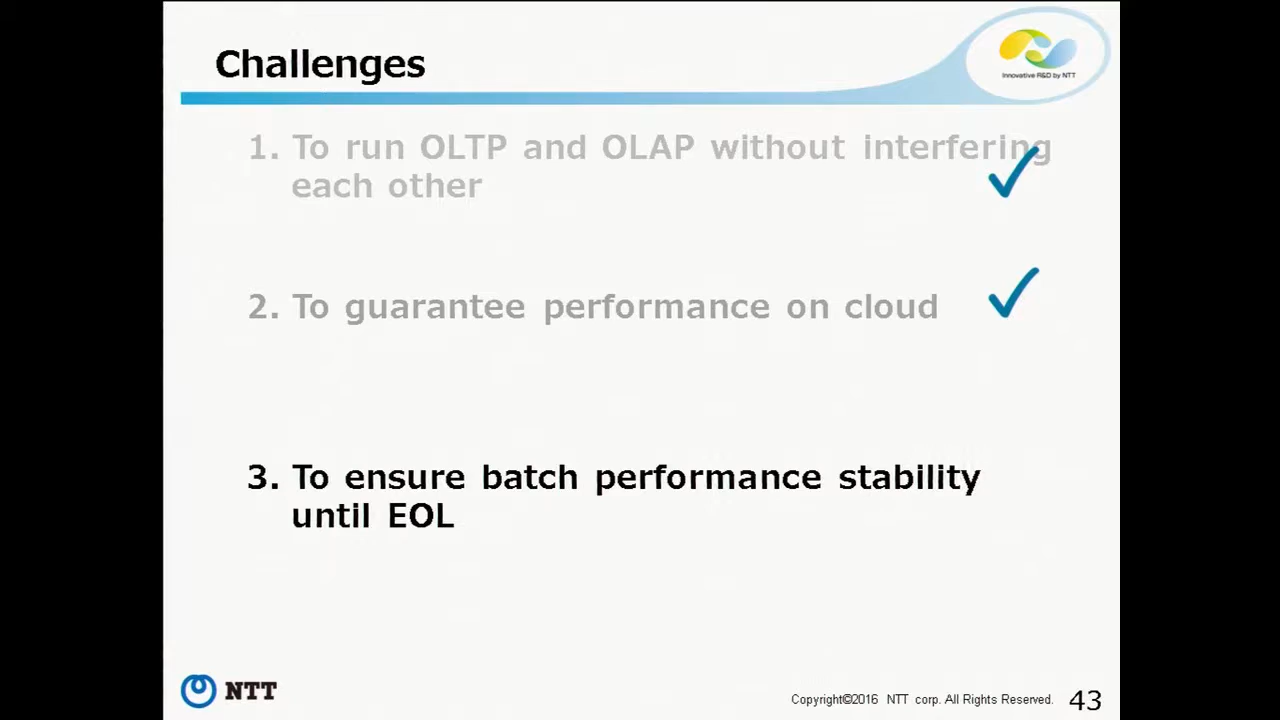 Challenges
Innovative R&D by NTT
1. To run OLTP and OLAP without interfering
each other
2. To guarantee performance on cloud
3. To ensure batch performance stability
until EOL
NTT
Copyright©2016 NTT corp. All Rights Reserved.
43